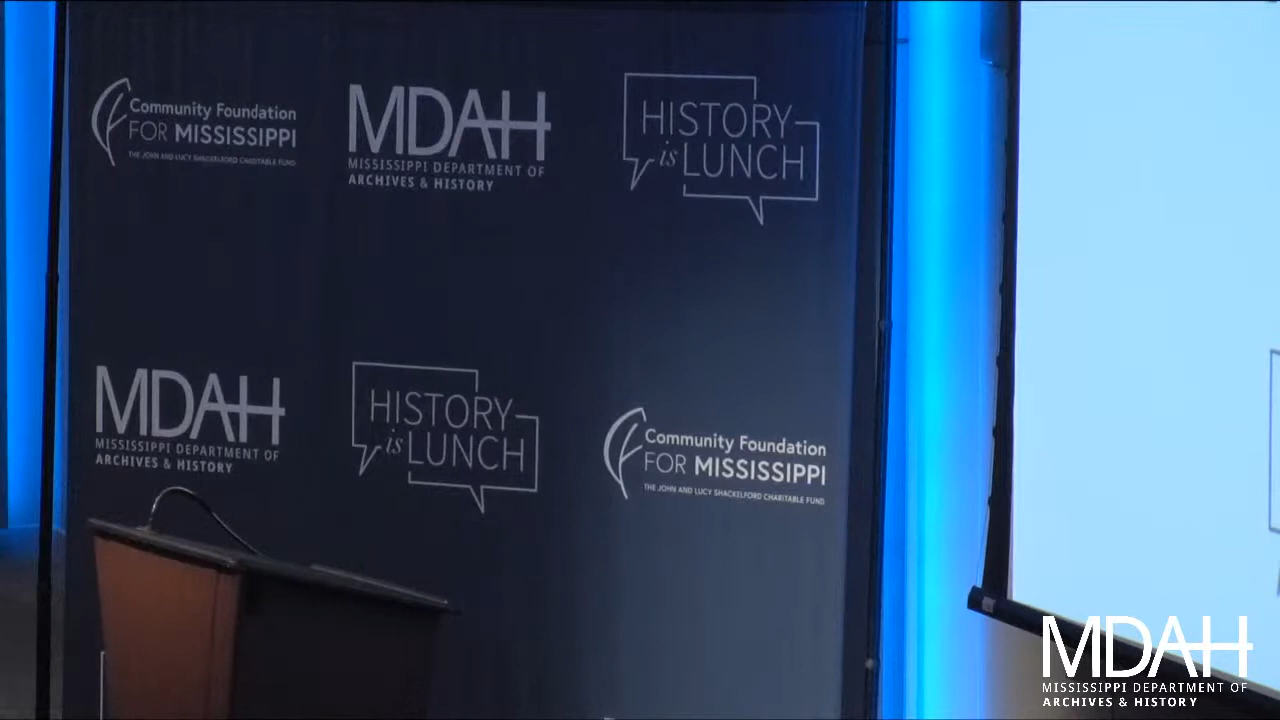 Community Foundation
FOR MISSISSIPPI
THE JOHN AND LUCY SHACKELFORD CHARITABLE FUND
MDAH
MISSISSIPPI DEPARTMENT OF
ARCHIVES & HISTORY
HISTORY
is LUNCH
MDAH
MISSISSIPPI DEPARTMENT OF
ARCHIVES & HISTORY
HISTORY
is LUNCH
Community Foundation
FOR MISSISSIPPI
THE JOHN AND LUCY SHACKELFORD CHARITABLE FUND
MDAH
MISSISSIPPI DEPARTMENT OF
ARCHIVES & HISTORY